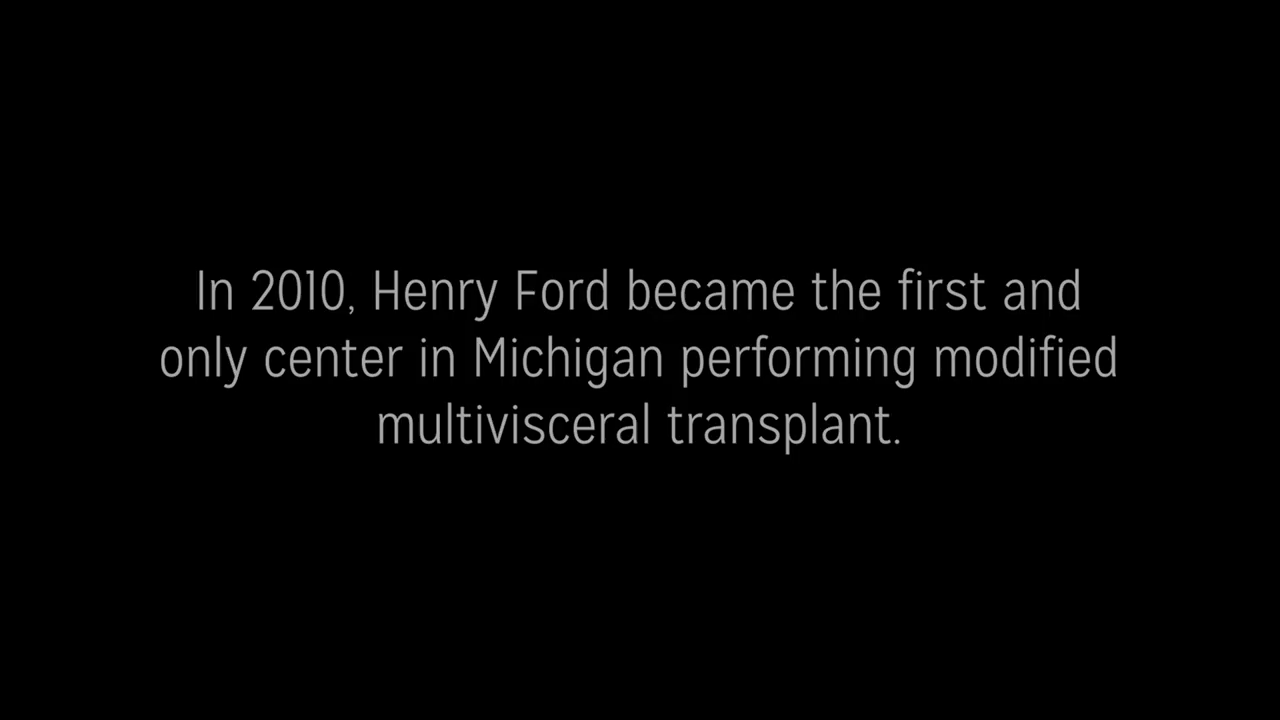 In 2010, Henry Ford became the first and
only center in Michigan performing modified
multivisceral transplant.